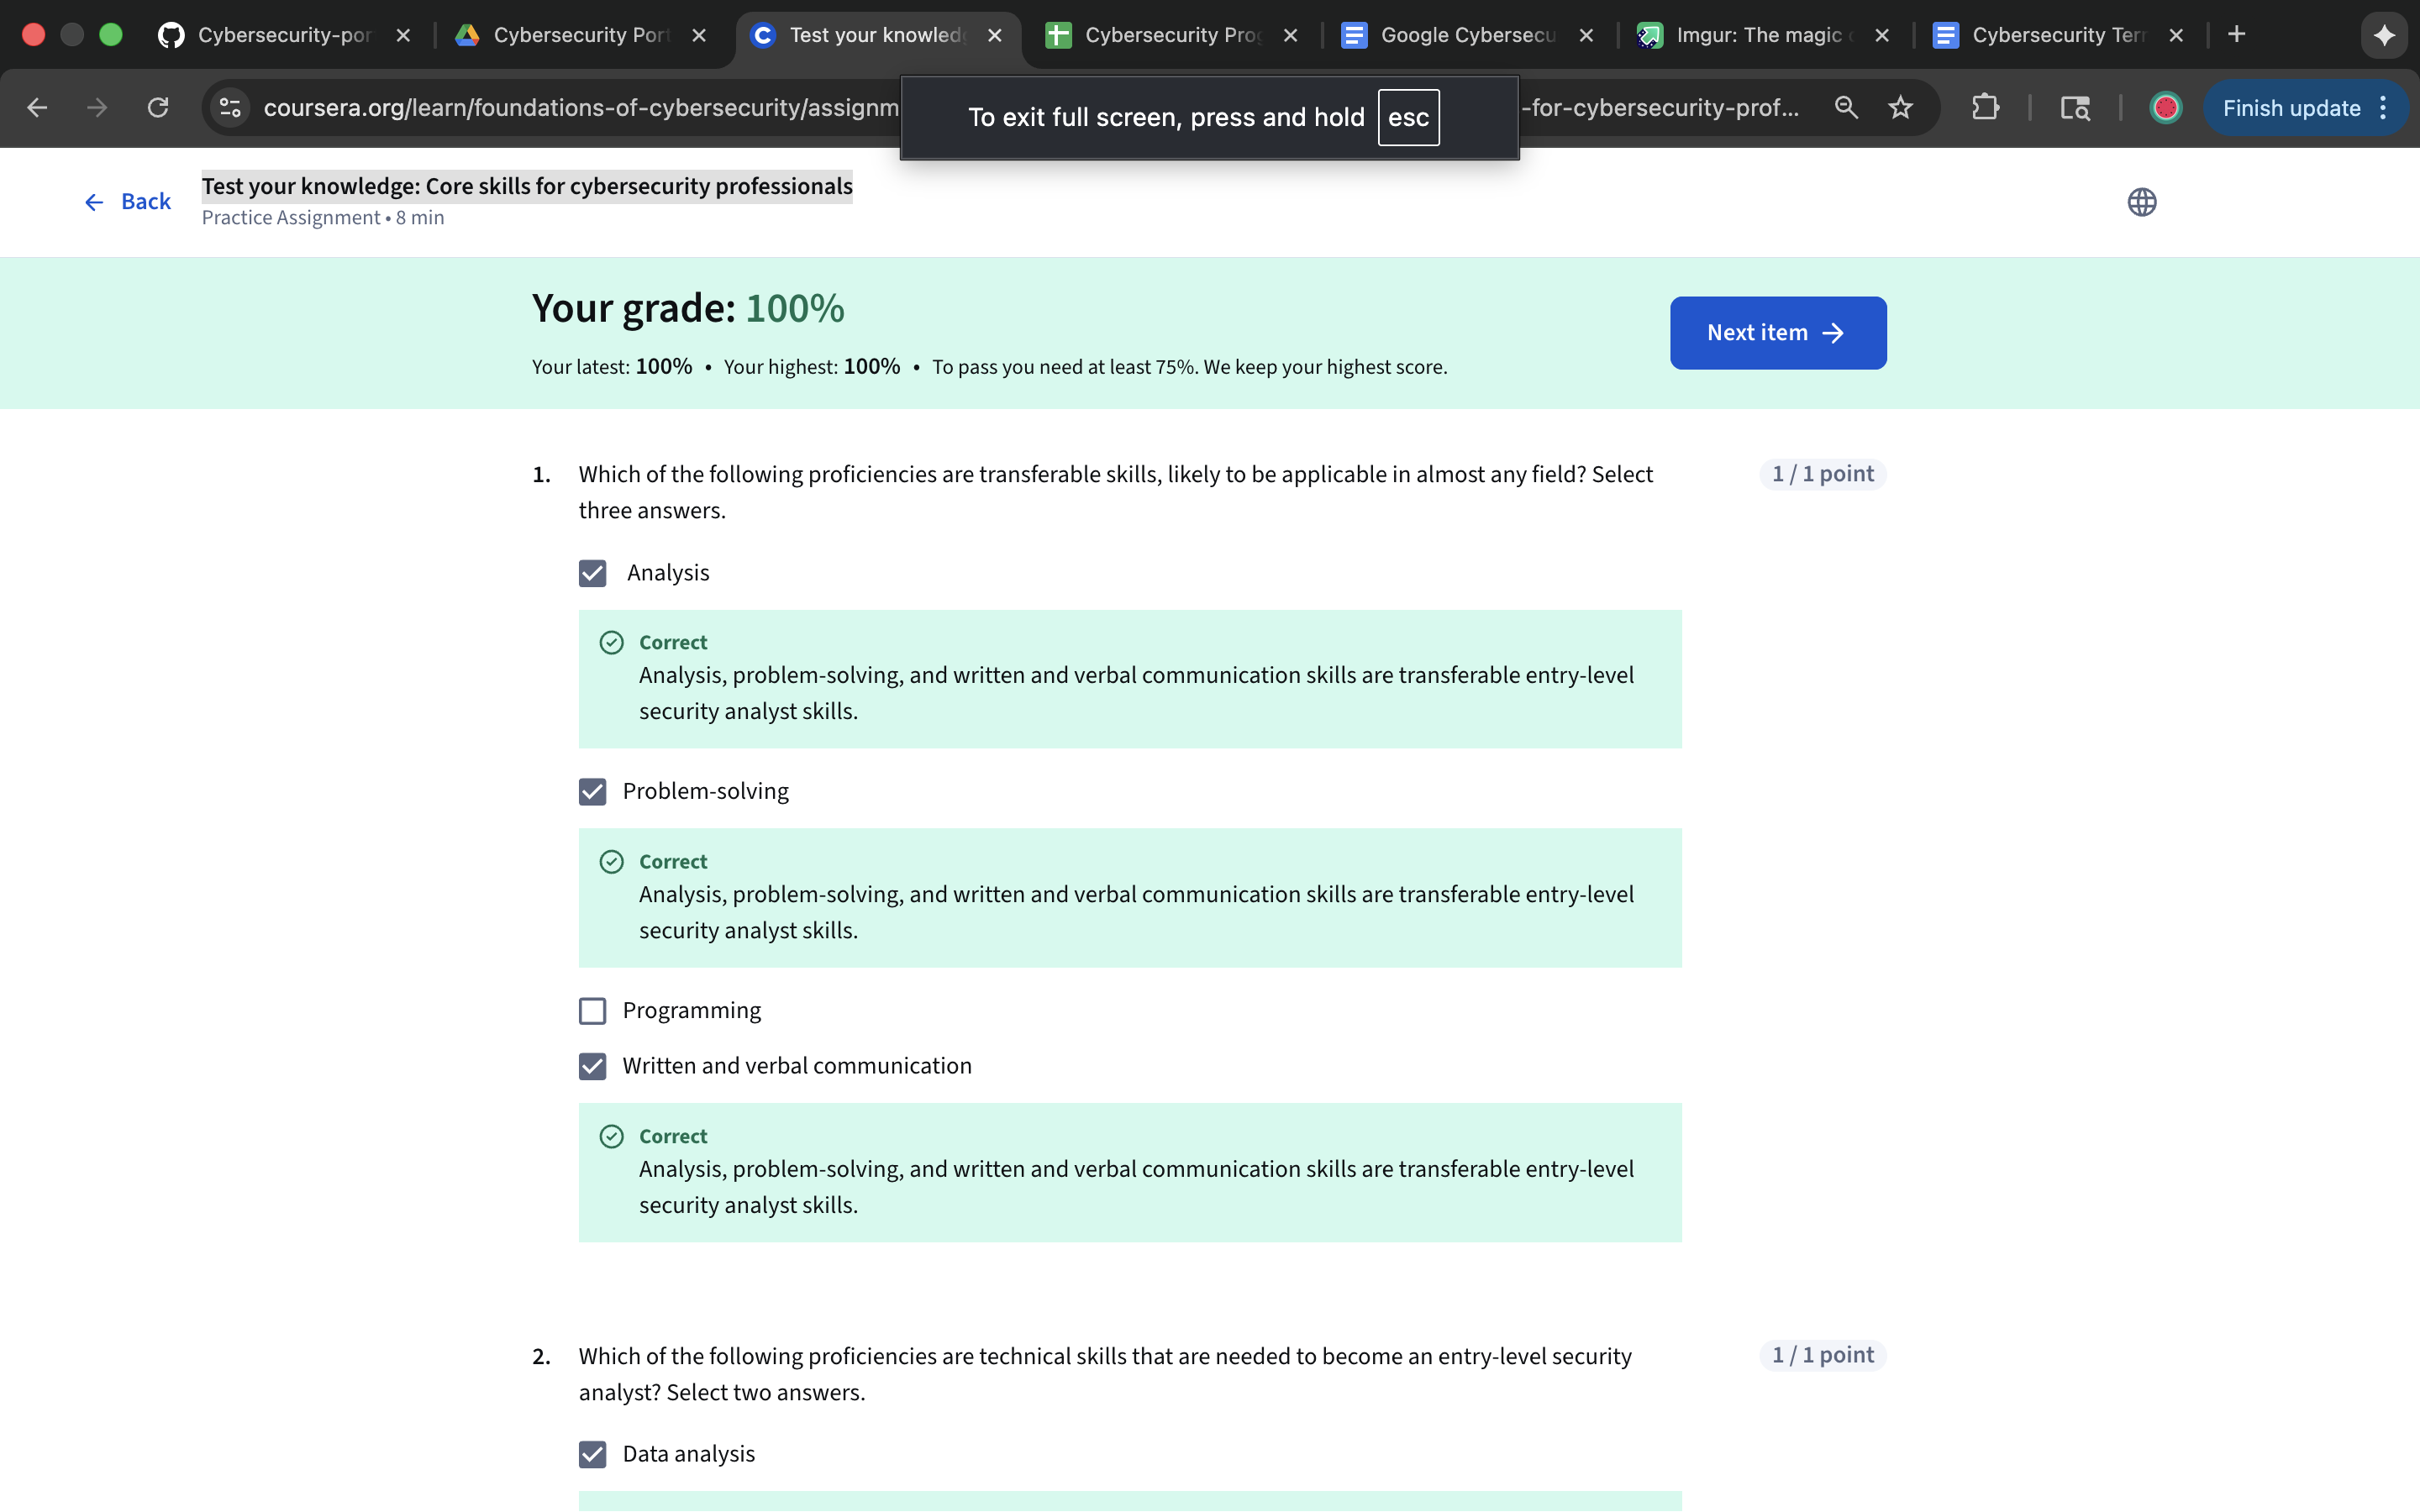 Cybersecurity-por
Cybersecurity Port
Test your knowled
Cybersecurity Prog
Google Cybersecu
Imgur: The magic
Cybersecurity Ter
coursera.org/learn/foundations-of-cybersecurity/assignm
-for-cybersecurity-prof...
Finish update
To exit full screen, press and hold esc
Back
Test your knowledge: Core skills for cybersecurity professionals
Practice Assignment • 8 min
Your grade: 100%
Your latest: 100% • Your highest: 100% • To pass you need at least 75%. We keep your highest score.
Next item
1. Which of the following proficiencies are transferable skills, likely to be applicable in almost any field? Select
three answers.
1 / 1 point
Analysis
Correct
Analysis, problem-solving, and written and verbal communication skills are transferable entry-level
security analyst skills.
Problem-solving
Correct
Analysis, problem-solving, and written and verbal communication skills are transferable entry-level
security analyst skills.
Programming
Written and verbal communication
Correct
Analysis, problem-solving, and written and verbal communication skills are transferable entry-level
security analyst skills.
2. Which of the following proficiencies are technical skills that are needed to become an entry-level security
analyst? Select two answers.
1 / 1 point
Data analysis